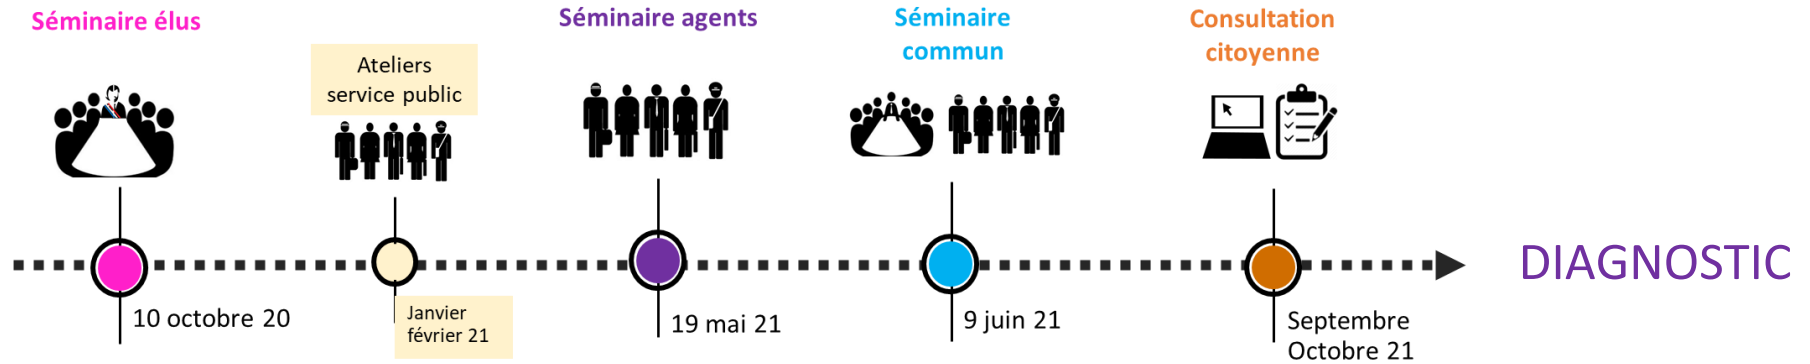 Séminaire élus
Ateliers
service public
Séminaire agents
Séminaire
commun
Consultation
citoyenne
10 octobre 20
Janvier
février 21
19 mai 21
9 juin 21
Septembre
Octobre 21
DIAGNOSTIC